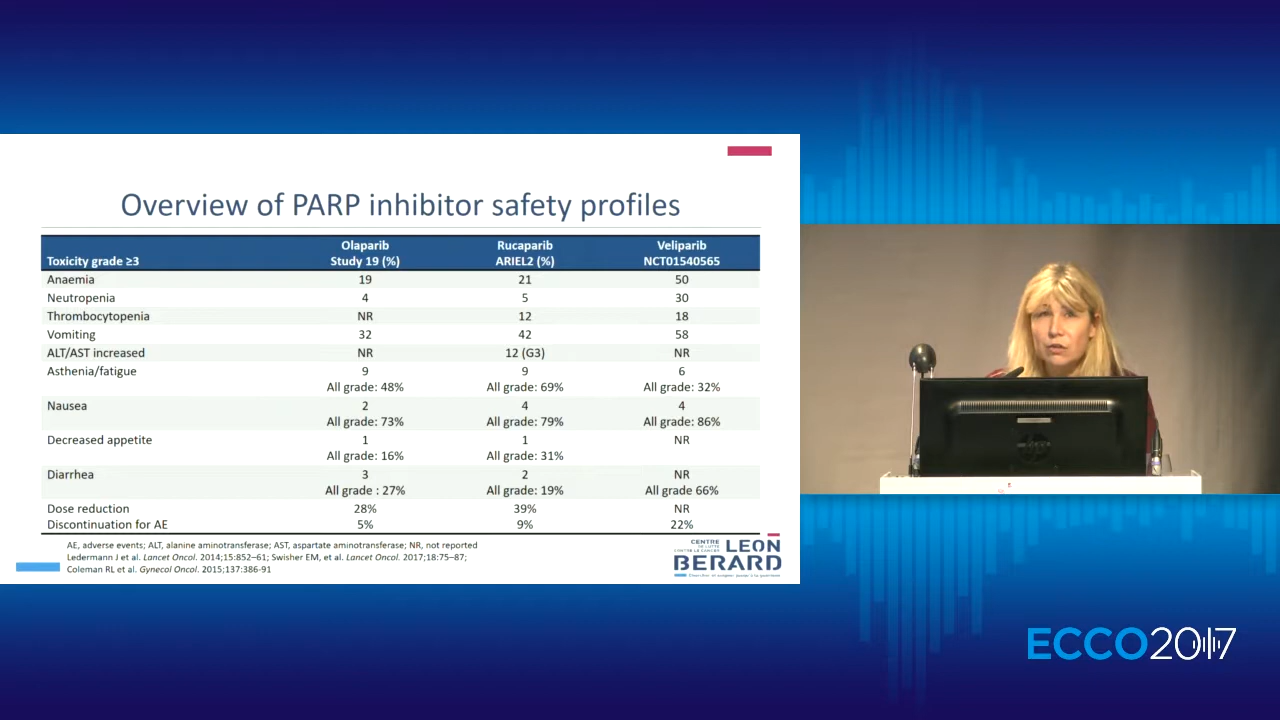 Overview of PARP inhibitor safety profiles
Toxicity grade ≥3 Olaparib Study 19 (%) Rucaparib ARIEL2 (%) Veliparib NCT01540565
Anaemia 19 21 50
Neutropenia 4 5 30
Thrombocytopenia NR 12 18
Vomiting 32 42 58
ALT/AST increased NR 12 (G3) NR
Asthenia/fatigue 9 9 6
All grade: 48% All grade: 69% All grade: 32%
Nausea 2 4 4
All grade: 73% All grade: 79% All grade: 86%
Decreased appetite 1 1 NR
All grade: 16% All grade: 31%
Diarrhea 3 2 NR
All grade : 27% All grade: 19% All grade 66%
Dose reduction 28% 39% NR
Discontinuation for AE 5% 9% 22%
AE, adverse events; ALT, alanine aminotransferase; AST, aspartate aminotransferase; NR, not reported
Ledermann J et al. Lancet Oncol. 2014;15:852–61; Swisher EM, et al. Lancet Oncol. 2017;18:75–87;
Coleman RL et al. Gynecol Oncol. 2015;137:386-91
CENTRE
DE LUTTE
CONTRE LE CANCER
LEON
BERARD
hp
ECCO2017